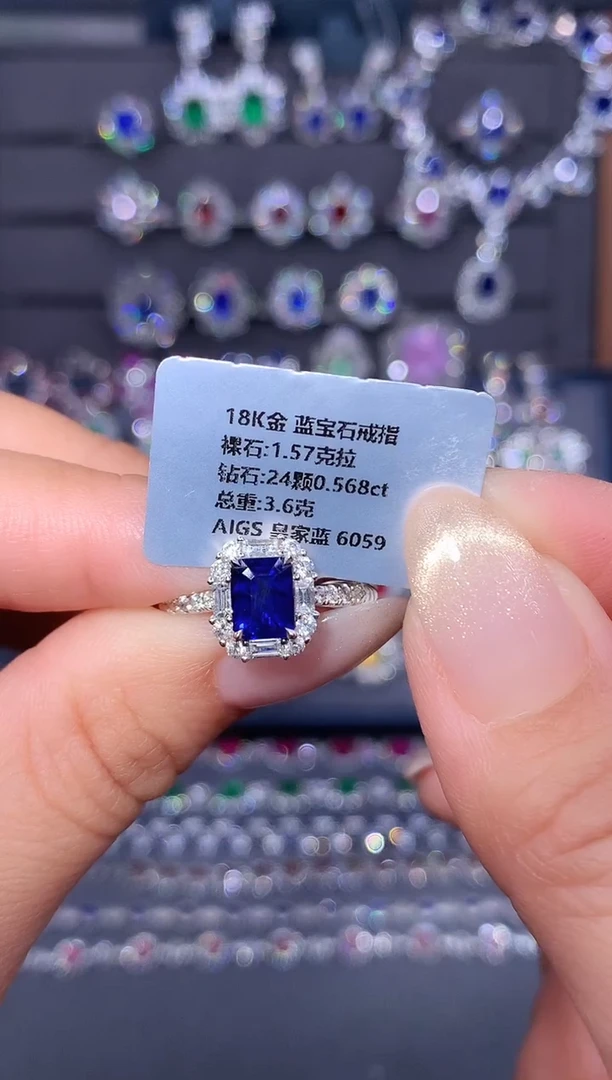 18K金 蓝宝石戒指
裸石:1.57克拉
钻石:24颗0.568ct
总重:3.6克
AIGS 皇家蓝 6059